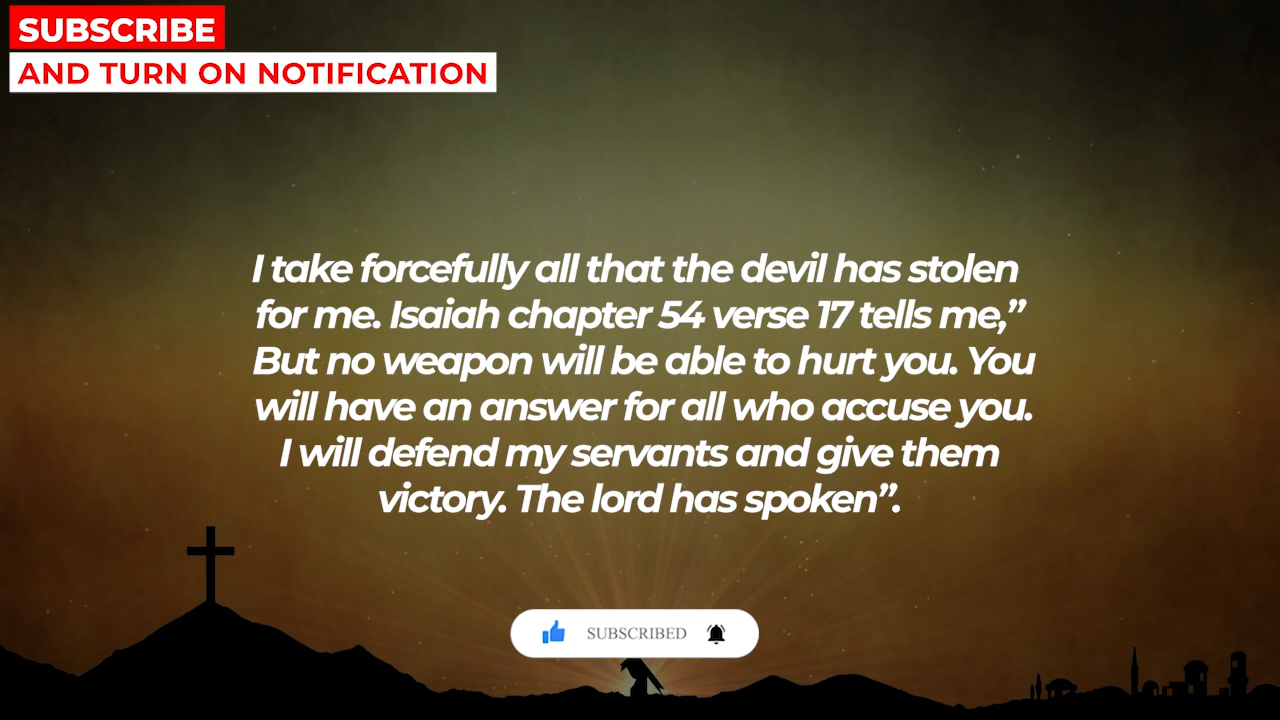 SUBSCRIBE
AND TURN ON NOTIFICATION
I take forcefully all that the devil has stolen
for me. Isaiah chapter 54 verse 17 tells me,”
But no weapon will be able to hurt you. You
will have an answer for all who accuse you.
I will defend my servants and give them
victory. The lord has spoken”.
SUBSCRIBED